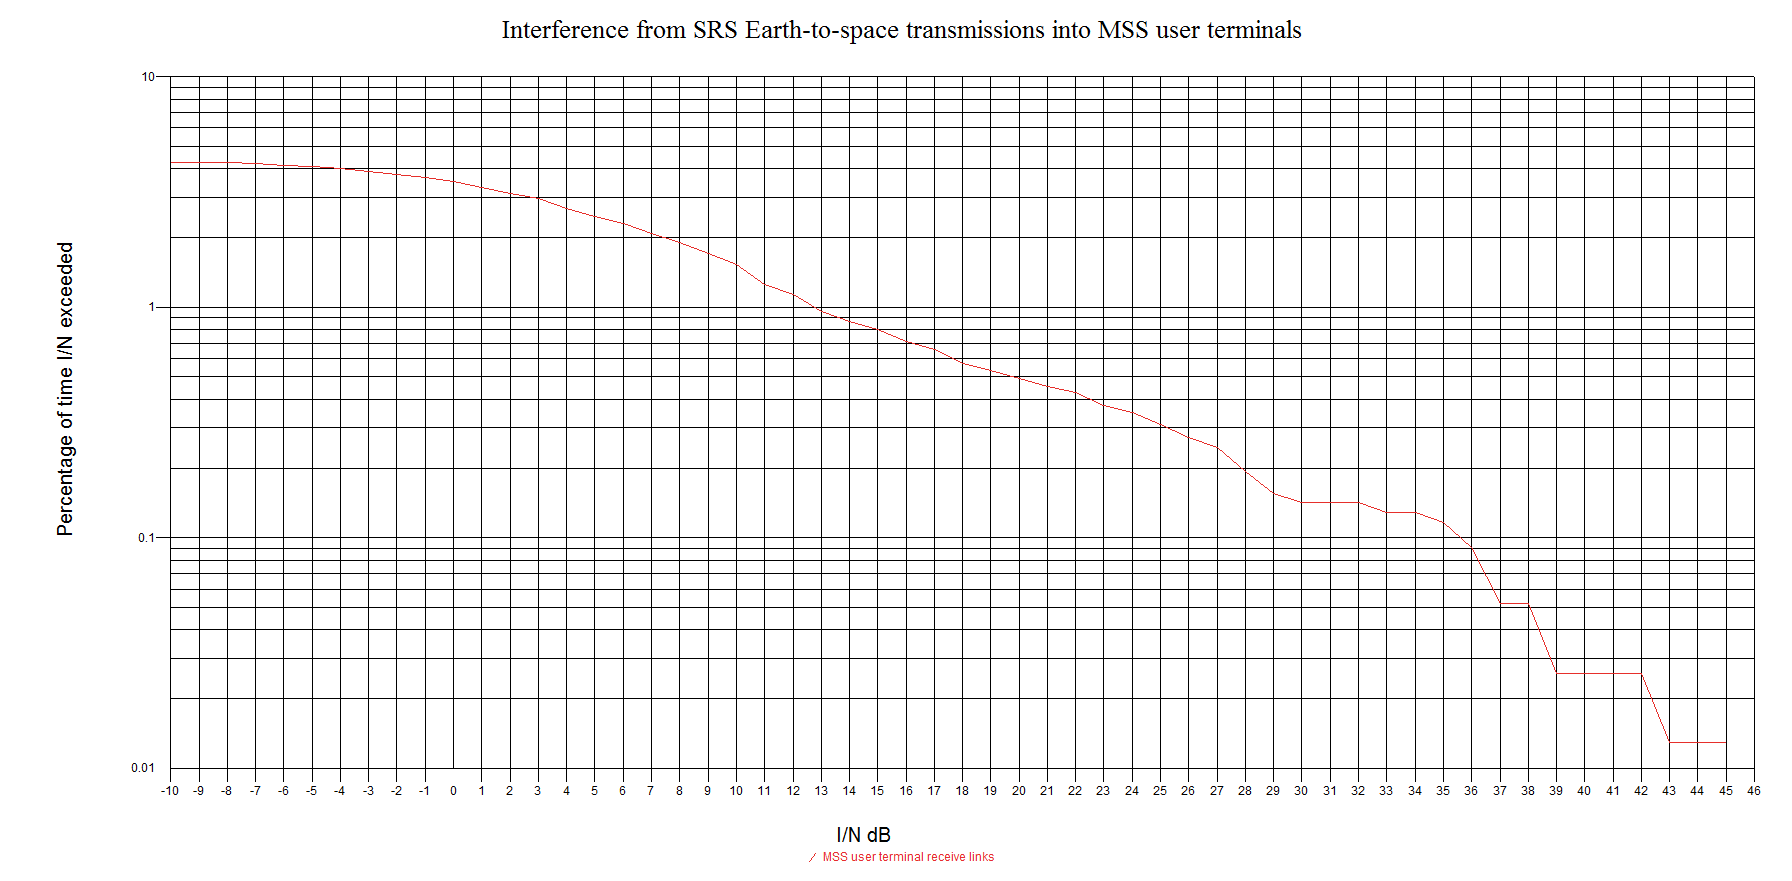 Interference from SRS Earth-to-space transmissions into MSS user terminals
Percentage of time I/N exceeded
10
1
0.1
0.01
-10 -9 -8 -7 -6 -5 -4 -3 -2 -1 0 1 2 3 4 5 6 7 8 9 10 11 12 13 14 15 16 17 18 19 20 21 22 23 24 25 26 27 28 29 30 31 32 33 34 35 36 37 38 39 40 41 42 43 44 45 46
I/N dB
MSS user terminal receive links